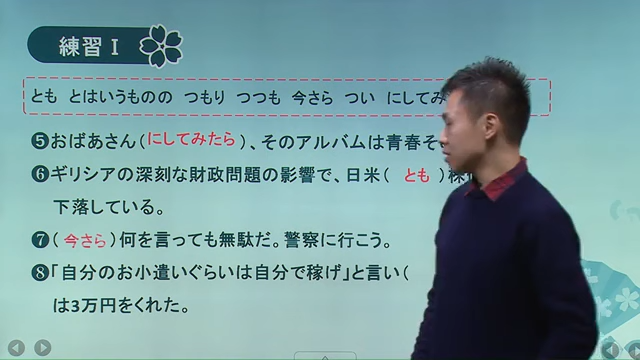 練習Ⅰ
とも とはいうものの つもり つつも 今さら つい にしてみ
❺おばあさん(にしてみたら)、そのアルバムは青春そ
❻ギリシアの深刻な財政問題の影響で、日米(とも)株
下落している。
❼(今さら)何を言っても無駄だ。警察に行こう。
❽「自分のお小遣いぐらいは自分で稼げ」と言い(
は3万円をくれた。